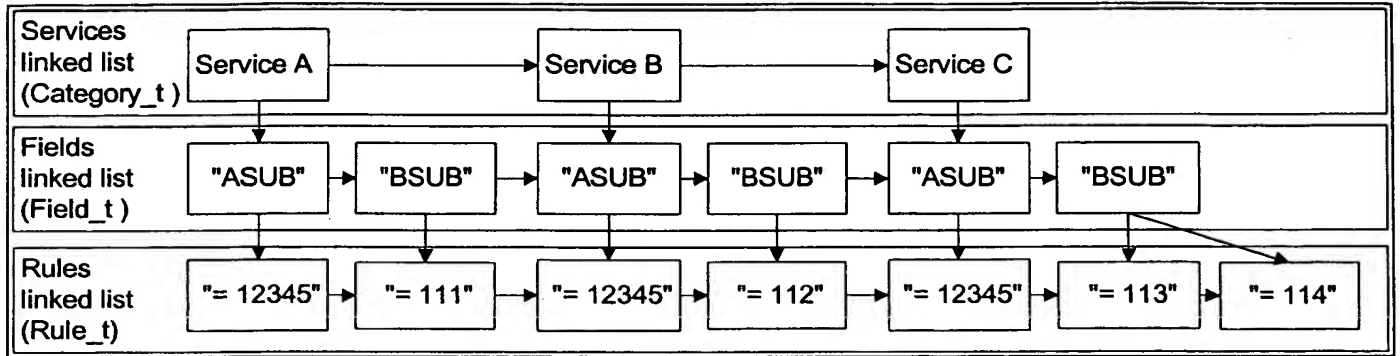 Services
linked list
(Category_t )
Service A
Service B
Service C
Fields
linked list
(Field_t )
"ASUB"
"BSUB"
"ASUB"
"BSUB"
"ASUB"
"BSUB"
Rules
linked list
(Rule_t)
"= 12345"
"= 111"
"= 12345"
"= 112"
"= 12345"
"= 113"
"= 114"